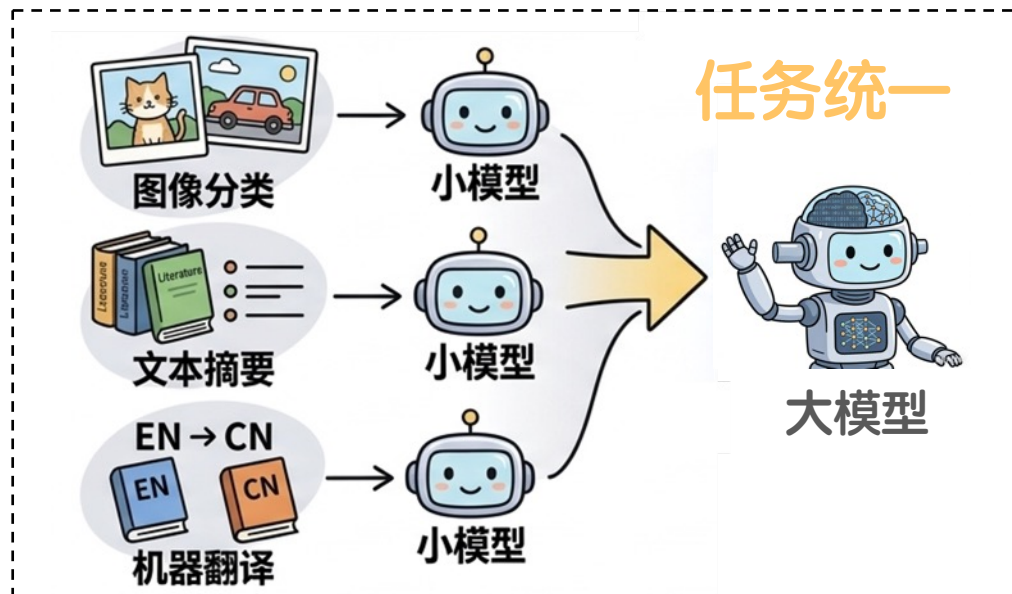 任务统一
图像分类
小模型
Literature
文本摘要
小模型
大模型
EN → CN
EN
CN
机器翻译
小模型